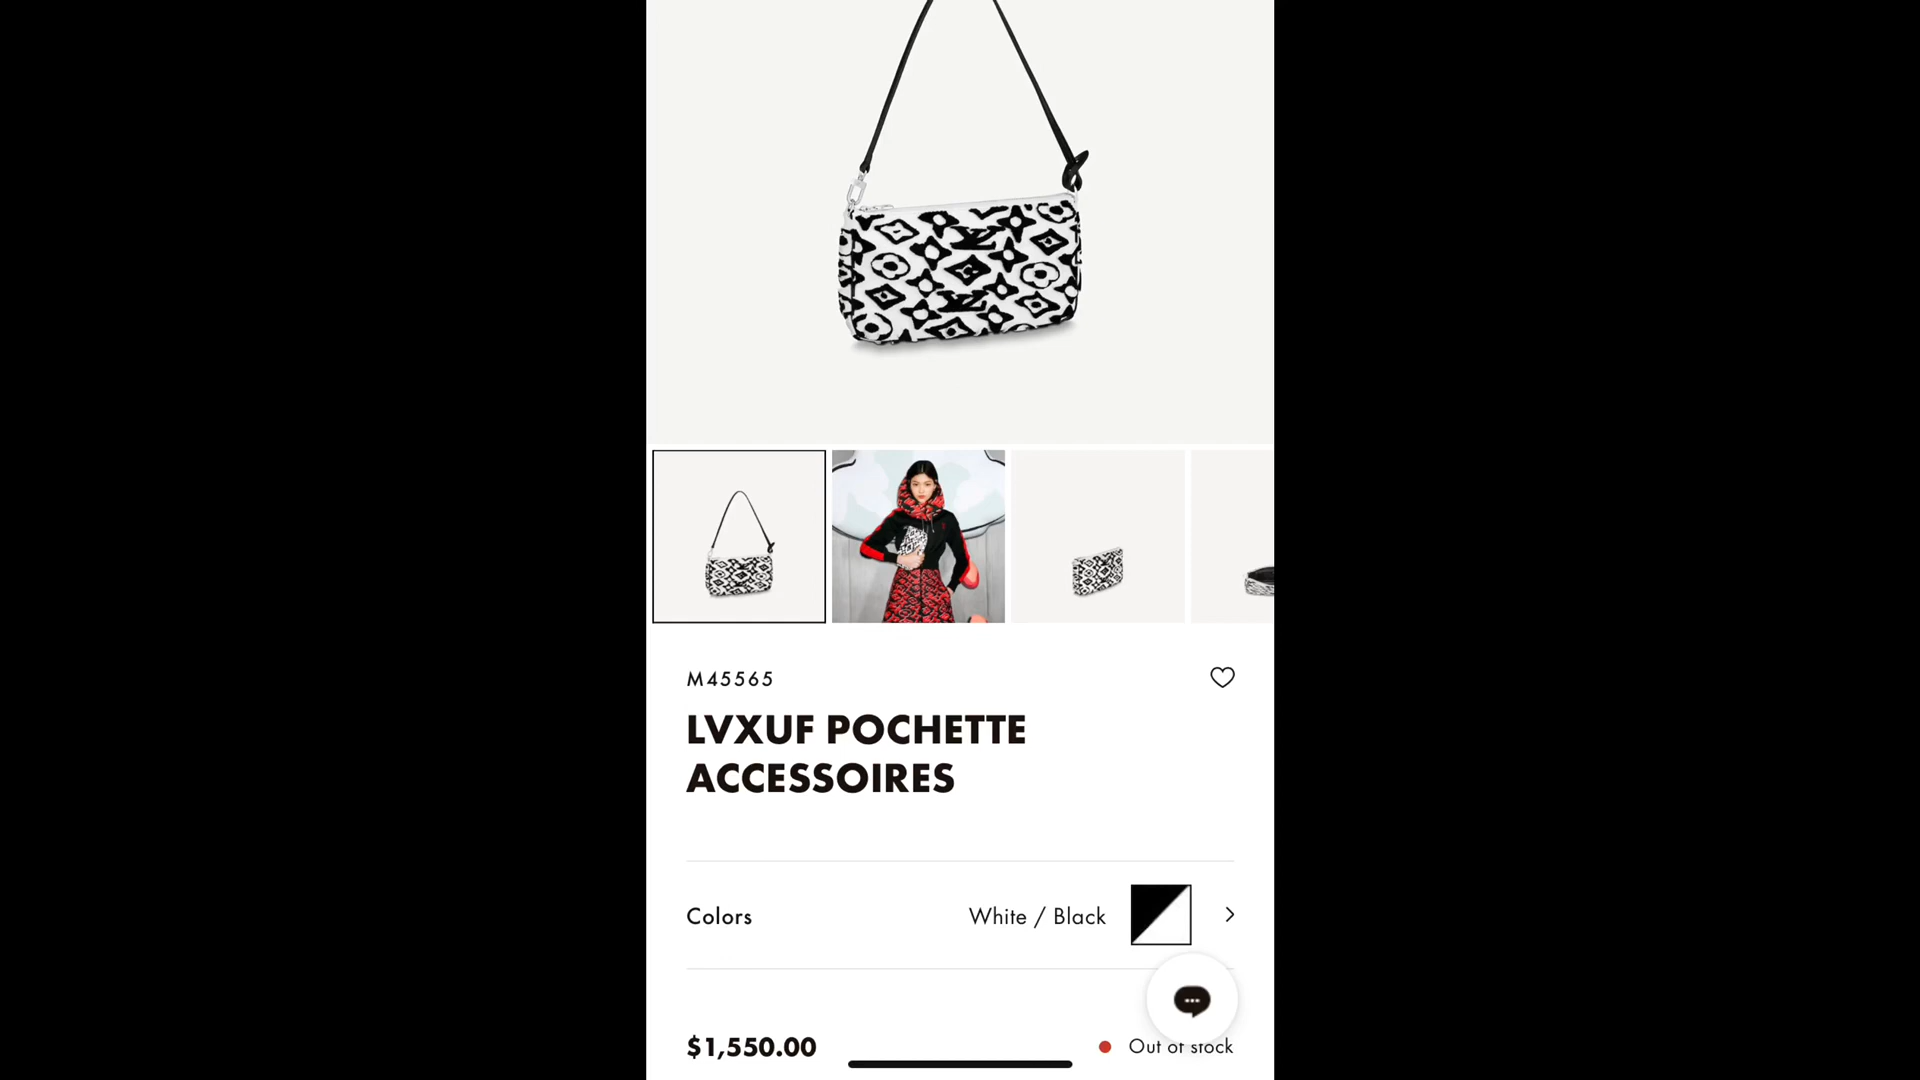 M45565
LVXUF POCHETTE
ACCESSOIRES
Colors
White / Black
$1,550.00
Out of stock